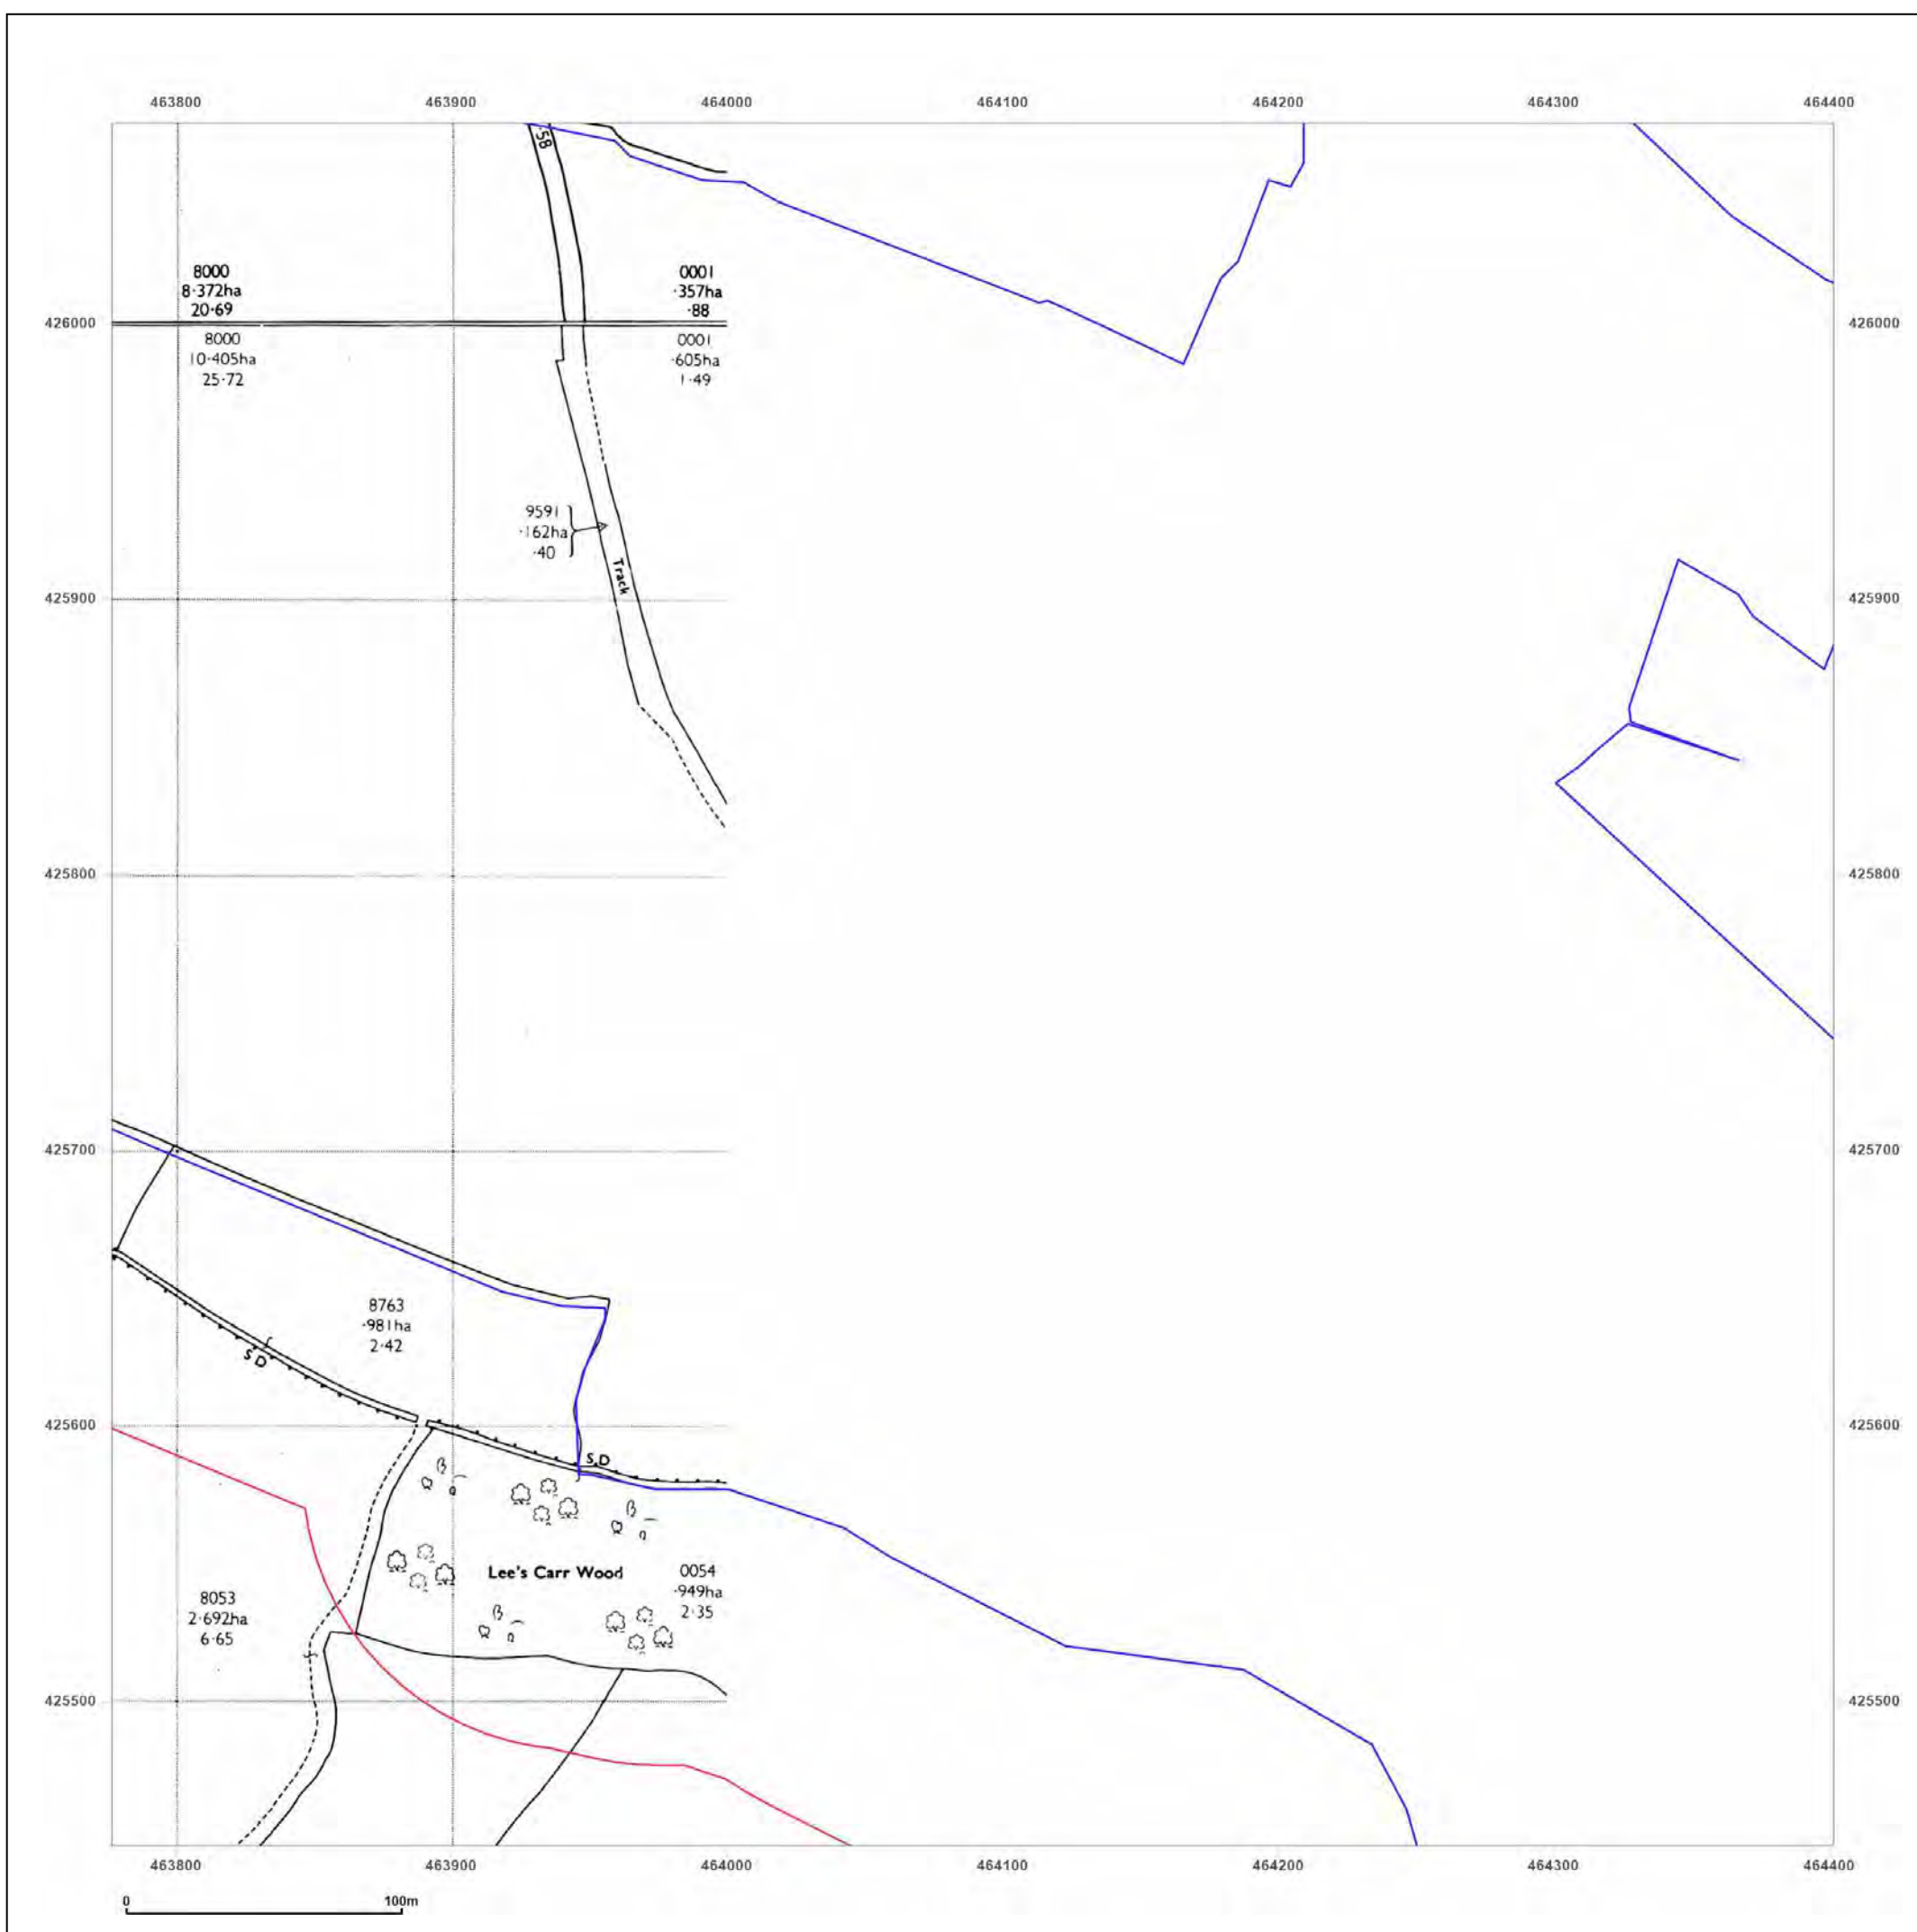 463800 463900 464000 464100 464200 464300 464400
58
8000
8·372ha
20·69
0001
·357ha
·88
426000 426000
8000
10·405ha
25·72
0001
·605ha
1·49
9591
·162ha
·40
Track
425900 425900
425800 425800
425700 425700
8763
·981ha
2·42
S D
425600 425600
S D
Lee's Carr Wood
0054
·949ha
2·35
8053
2·692ha
6·65
425500 425500
463800 463900 464000 464100 464200 464300 464400
0 100m